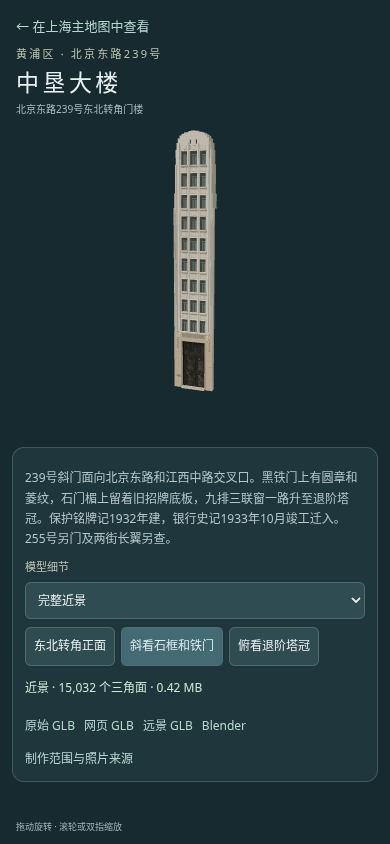 ← 在上海主地图中查看
黄浦区 · 北京东路239号
中垦大楼
北京东路239号东北转角门楼
239号斜门面向北京东路和江西中路交叉口。黑铁门上有圆章和
菱纹，石门楣上留着旧招牌底板，九排三联窗一路升至退阶塔
冠。保护铭牌记1932年建，银行史记1933年10月竣工迁入。
255号另门及两街长翼另查。
模型细节
完整近景
东北转角正面 斜看石框和铁门 俯看退阶塔冠
近景 · 15,032 个三角面 · 0.42 MB
原始 GLB 网页 GLB 远景 GLB Blender
制作范围与照片来源
拖动旋转 · 滚轮或双指缩放